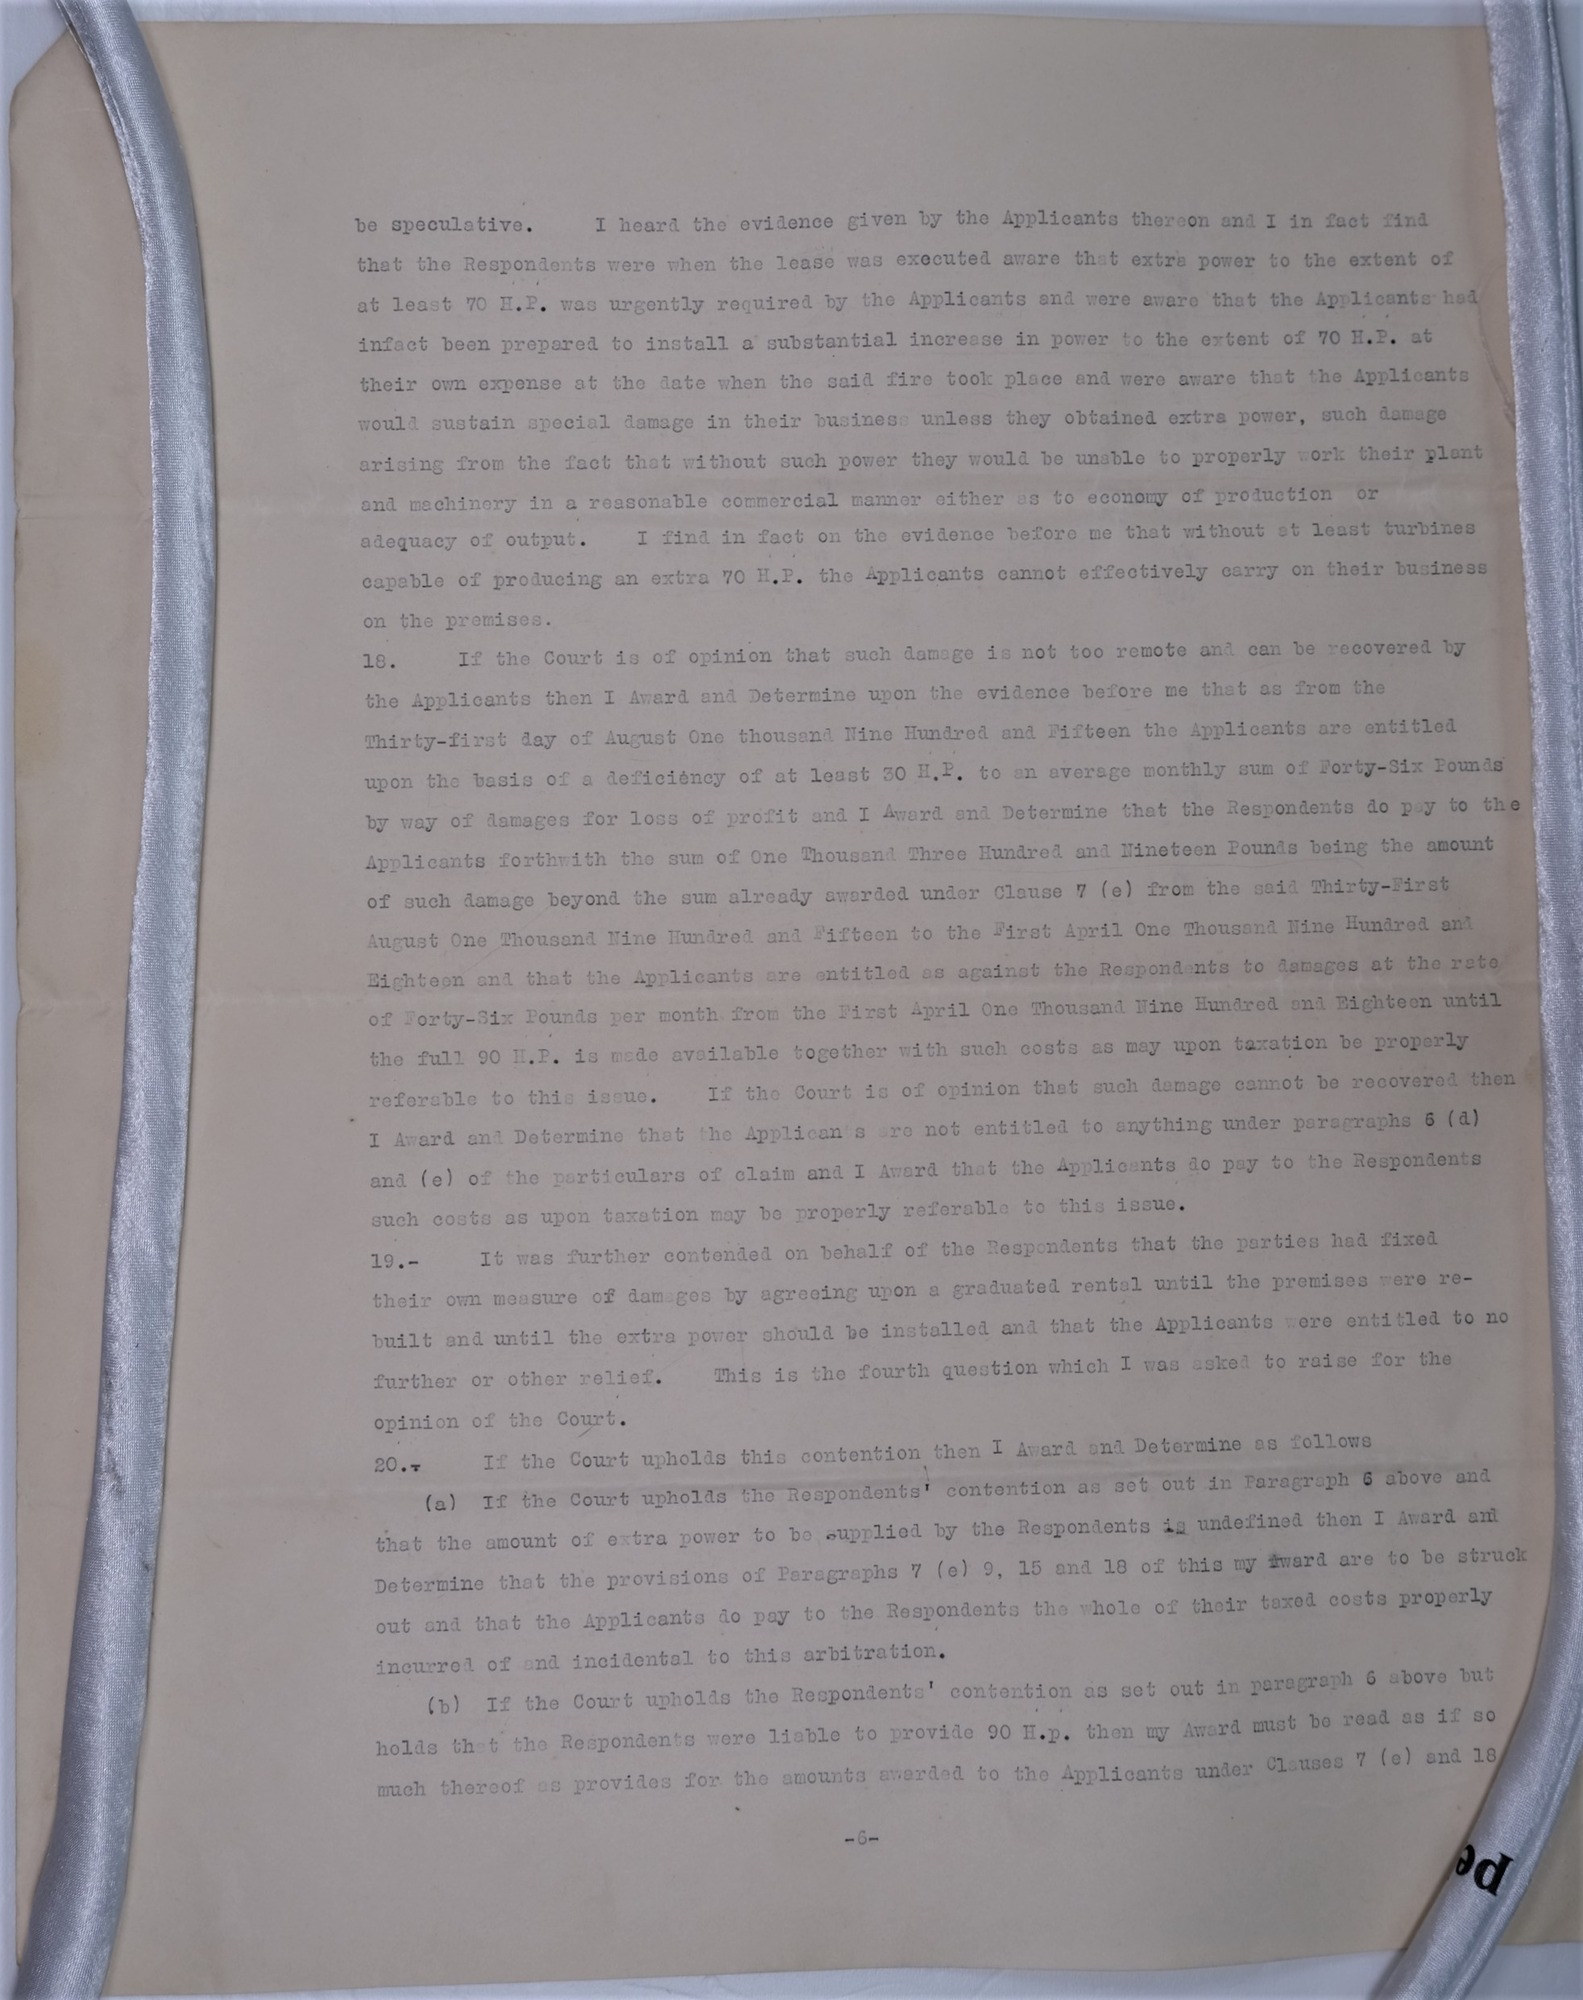 be speculative. I heard the evidence given by the Applicants thereon and I in fact find
that the Respondents were when the lease was executed aware that extra power to the extent of
at least 70 H.P. was urgently required by the Applicants and were aware that the Applicants had
infact been prepared to install a substantial increase in power to the extent of 70 H.P. at
their own expense at the date when the said fire took place and were aware that the Applicants
would sustain special damage in their business unless they obtained extra power, such damage
arising from the fact that without such power they would be unable to properly work their plant
and machinery in a reasonable commercial manner either as to economy of production or
adequacy of output. I find in fact on the evidence before me that without at least turbines
capable of producing an extra 70 H.P. the Applicants cannot effectively carry on their business
on the premises.
18. If the Court is of opinion that such damage is not too remote and can be recovered by
the Applicants then I Award and Determine upon the evidence before me that as from the
Thirty-first day of August One thousand Nine Hundred and Fifteen the Applicants are entitled
upon the basis of a deficiency of at least 30 H.P. to an average monthly sum of Forty-Six Pounds
by way of damages for loss of profit and I Award and Determine that the Respondents do pay to the
Applicants forthwith the sum of One Thousand Three Hundred and Nineteen Pounds being the amount
of such damage beyond the sum already awarded under Clause 7 (e) from the said Thirty-First
August One Thousand Nine Hundred and Fifteen to the First April One Thousand Nine Hundred and
Eighteen and that the Applicants are entitled as against the Respondents to damages at the rate
of Forty-Six Pounds per month from the First April One Thousand Nine Hundred and Eighteen until
the full 90 H.P. is made available together with such costs as may upon taxation be properly
referable to this issue. If the Court is of opinion that such damage cannot be recovered then
I Award and Determine that the Applicants are not entitled to anything under paragraphs 6 (d)
and (e) of the particulars of claim and I Award that the Applicants do pay to the Respondents
such costs as upon taxation may be properly referable to this issue.
19.- It was further contended on behalf of the Respondents that the parties had fixed
their own measure of damages by agreeing upon a graduated rental until the premises were re-
built and until the extra power should be installed and that the Applicants were entitled to no
further or other relief. This is the fourth question which I was asked to raise for the
opinion of the Court.
20.- If the Court upholds this contention then I Award and Determine as follows
(a) If the Court upholds the Respondents' contention as set out in Paragraph 6 above and
that the amount of extra power to be supplied by the Respondents is undefined then I Award and
Determine that the provisions of Paragraphs 7 (e) 9, 15 and 18 of this my Award are to be struck
out and that the Applicants do pay to the Respondents the whole of their taxed costs properly
incurred of and incidental to this arbitration.
(b) If the Court upholds the Respondents' contention as set out in paragraph 6 above but
holds that the Respondents were liable to provide 90 H.p. then my Award must be read as if so
much thereof as provides for the amounts awarded to the Applicants under Clauses 7 (e) and 18
-6-
pe